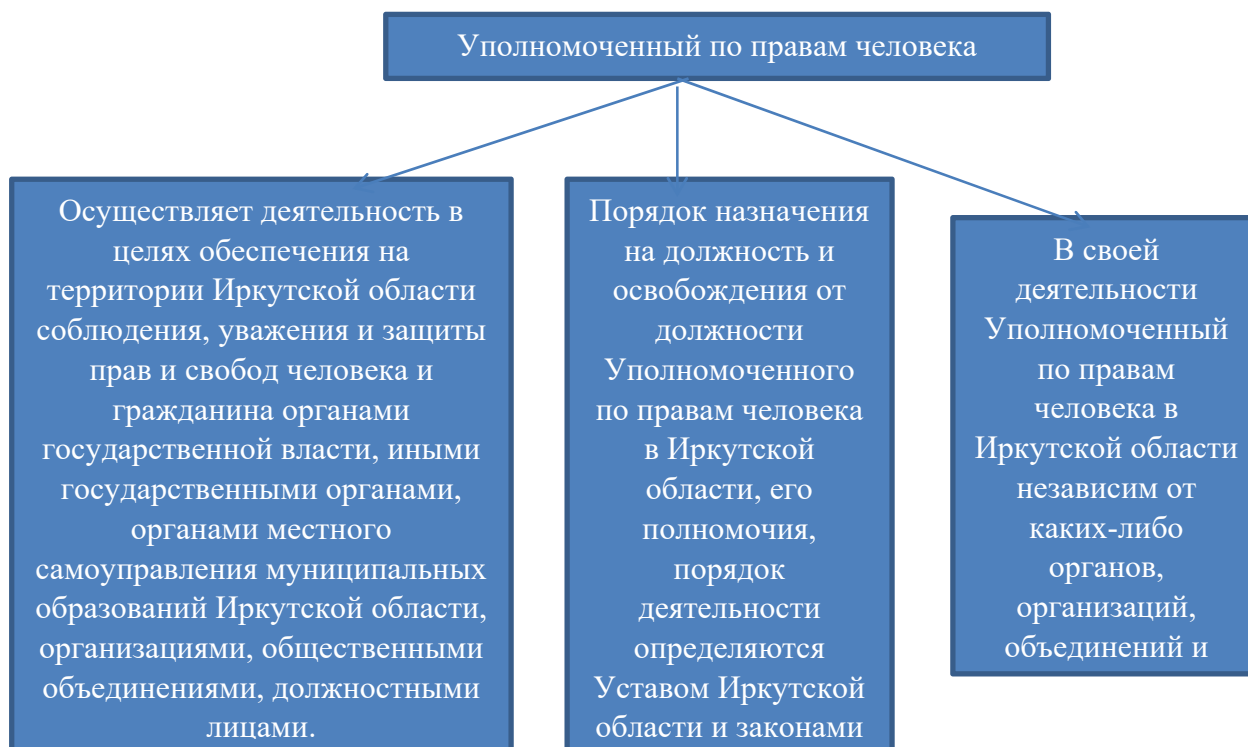 Уполномоченный по правам человека
Осуществляет деятельность в
целях обеспечения на
территории Иркутской области
соблюдения, уважения и защиты
прав и свобод человека и
гражданина органами
государственной власти, иными
государственными органами,
органами местного
самоуправления муниципальных
образований Иркутской области,
организациями, общественными
объединениями, должностными
лицами.
Порядок назначения
на должность и
освобождения от
должности
Уполномоченного
по правам человека
в Иркутской
области, его
полномочия,
порядок
деятельности
определяются
Уставом Иркутской
области и законами
В своей
деятельности
Уполномоченный
по правам
человека в
Иркутской области
независим от
каких-либо
органов,
организаций,
объединений и